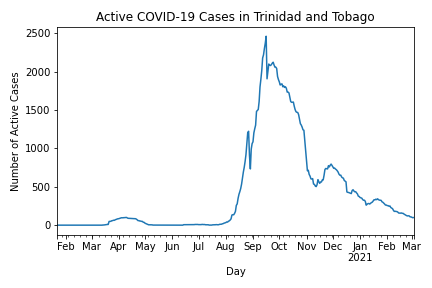 Active COVID-19 Cases in Trinidad and Tobago
Number of Active Cases
2500
2000
1500
1000
500
0
Feb Mar Apr May Jun Jul Aug Sep Oct Nov Dec Jan Feb Mar
2021
Day